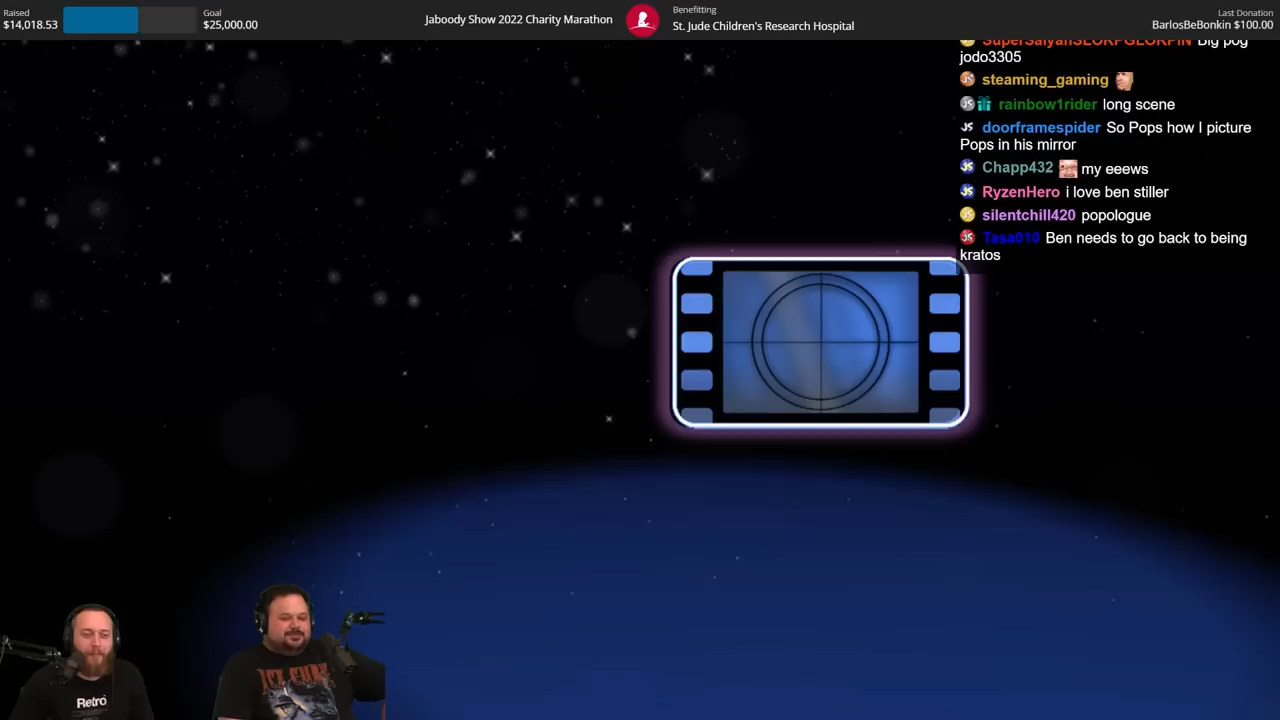 Raised
$14,018.53
Goal
$25,000.00
Jaboody Show 2022 Charity Marathon
Benefitting
St. Jude Children's Research Hospital
Last Donation
BarlosBeBonkin $100.00
SuperSaiyanSLORPGLORPIN Big pog
jodo3305
steaming_gaming
rainbow1rider long scene
doorframespider So Pops how I picture
Pops in his mirror
Chapp432 my eeews
RyzenHero i love ben stiller
silentchill420 popologue
Tasa010 Ben needs to go back to being
kratos
Retro